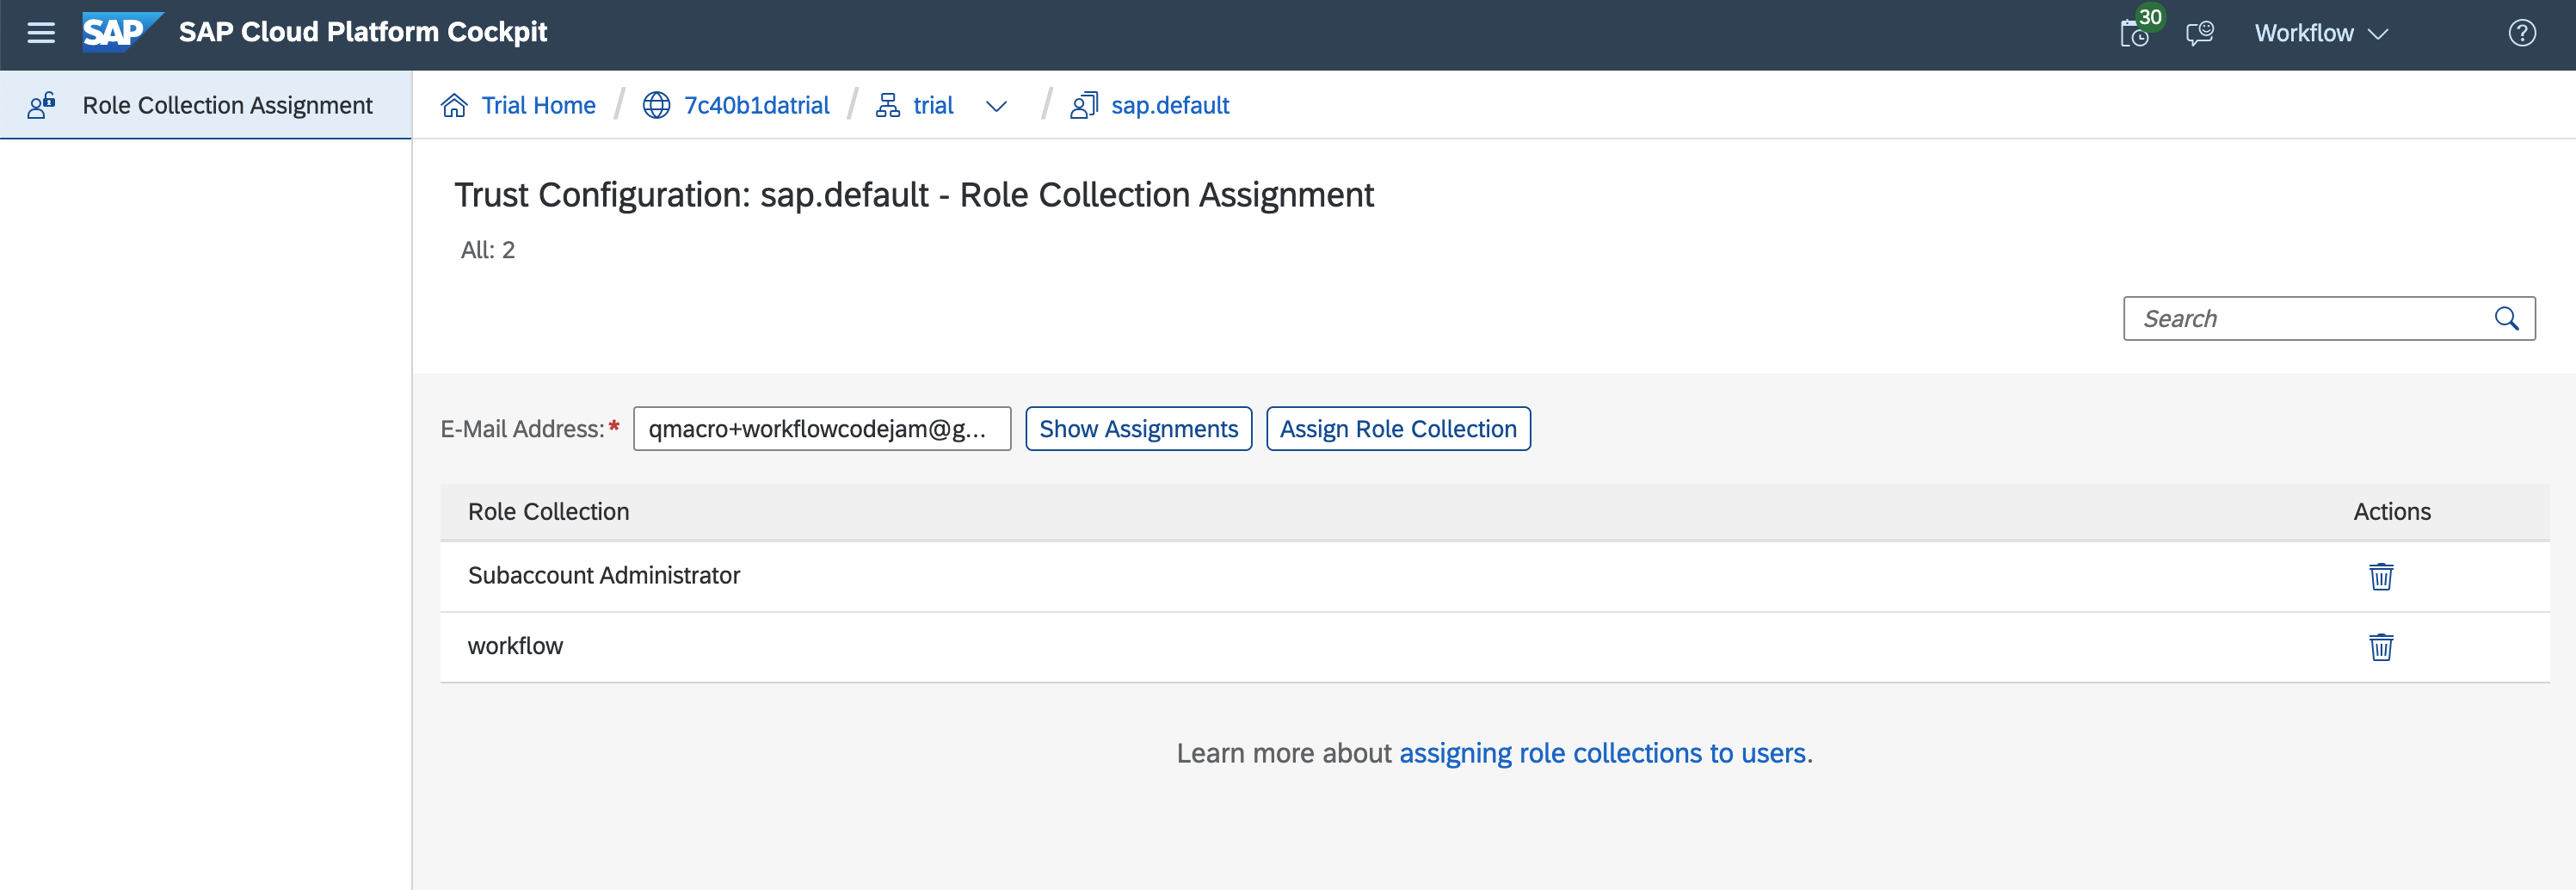 SAP SAP Cloud Platform Cockpit 30 Workflow ?
Role Collection Assignment Trial Home / 7c40b1datrial / trial / sap.default
Trust Configuration: sap.default - Role Collection Assignment
All: 2
Search
E-Mail Address:* qmacro+workflowcodejam@g... Show Assignments Assign Role Collection
Role Collection Actions
Subaccount Administrator
workflow
Learn more about assigning role collections to users.